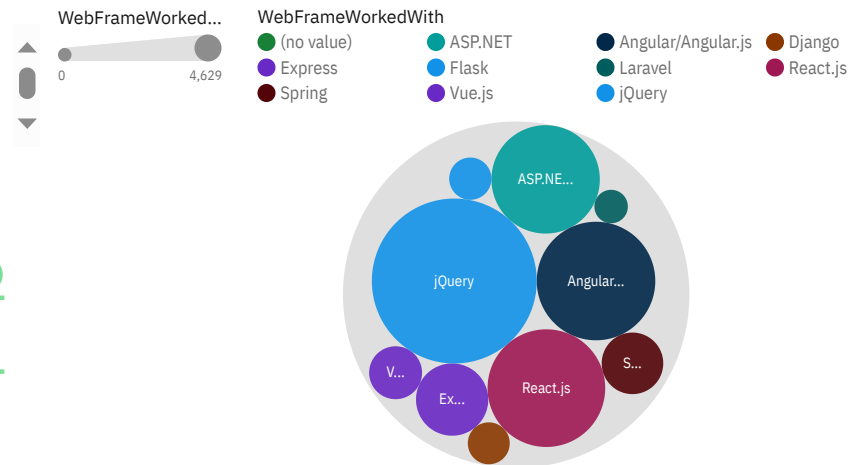 WebFrameWorked...
0 4,629
WebFrameWorkedWith
(no value) ASP.NET Angular/Angular.js Django
Express Flask Laravel React.js
Spring Vue.js jQuery
ASP.NE...
jQuery Angular...
S...
V...
Ex... React.js